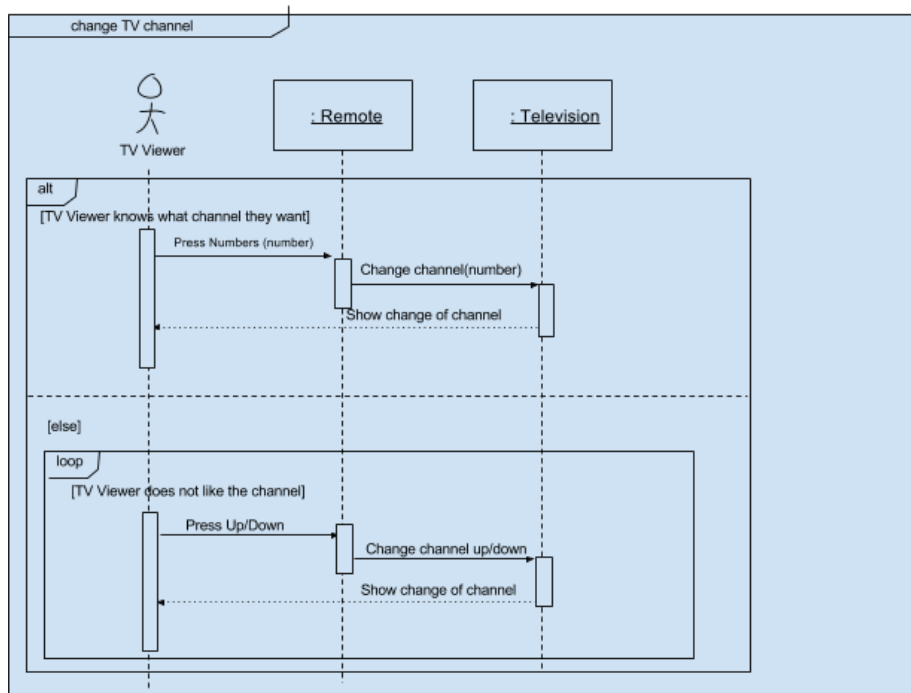 change TV channel
: Remote
: Television
TV Viewer
alt
[TV Viewer knows what channel they want]
Press Numbers (number)
Change channel(number)
Show change of channel
[else]
loop
[TV Viewer does not like the channel]
Press Up/Down
Change channel up/down
Show change of channel